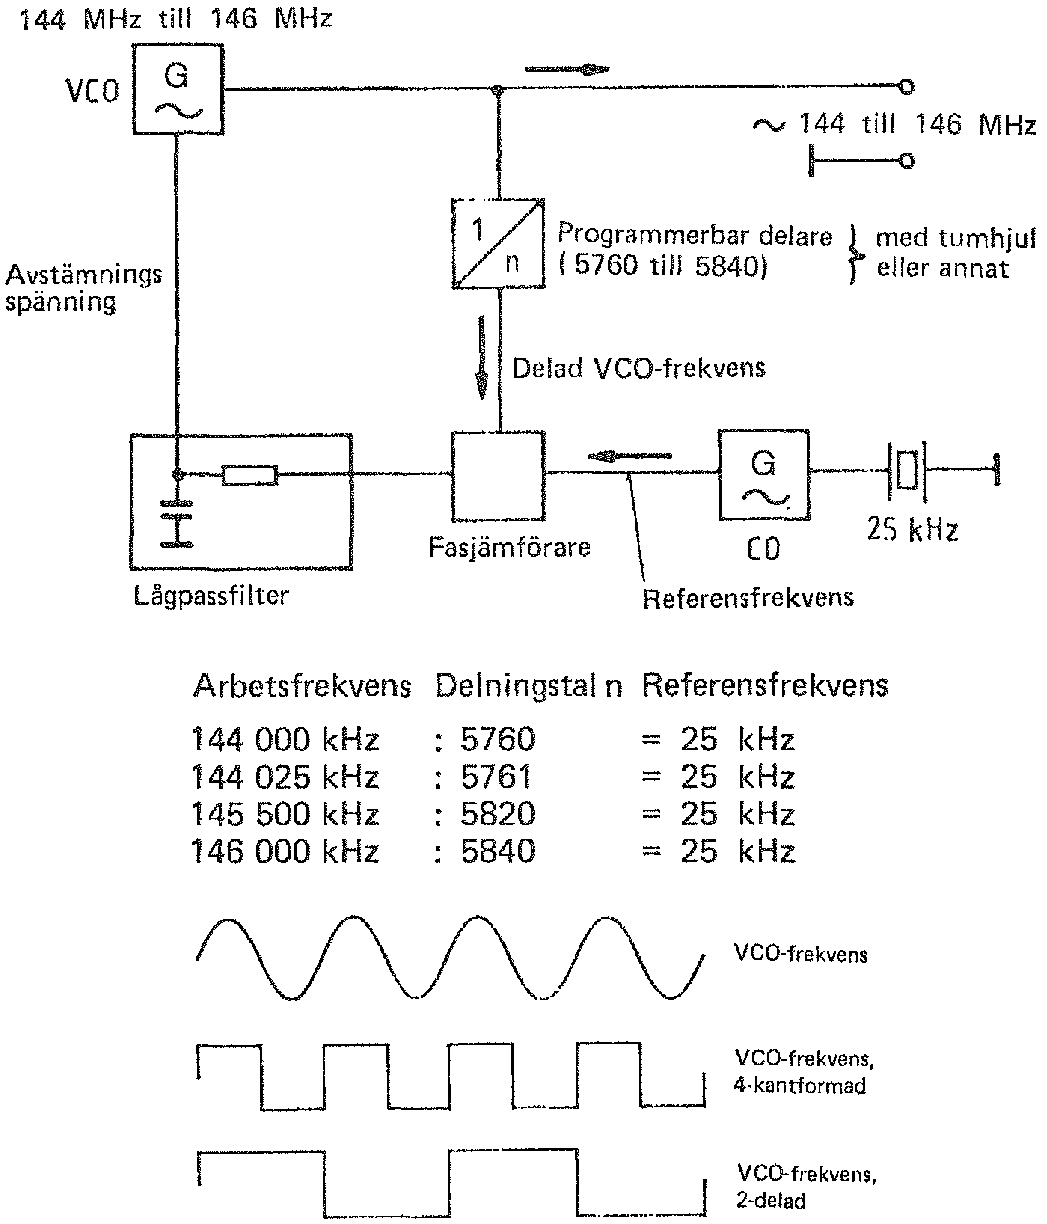 144 MHz till 146 MHz
VCO
G
~ 144 till 146 MHz
1
n
Programmerbar delare
(5760 till 5840)
med tumhjul
eller annat
Avstämnings
spänning
Delad VCO-frekvens
G
25 kHz
Fasjämförare
CO
Lågpassfilter
Referensfrekvens
Arbetsfrekvens Delningstal n Referensfrekvens
144 000 kHz : 5760 = 25 kHz
144 025 kHz : 5761 = 25 kHz
145 500 kHz : 5820 = 25 kHz
146 000 kHz : 5840 = 25 kHz
VCO-frekvens
VCO-frekvens,
4-kantformad
VCO-frekvens,
2-delad